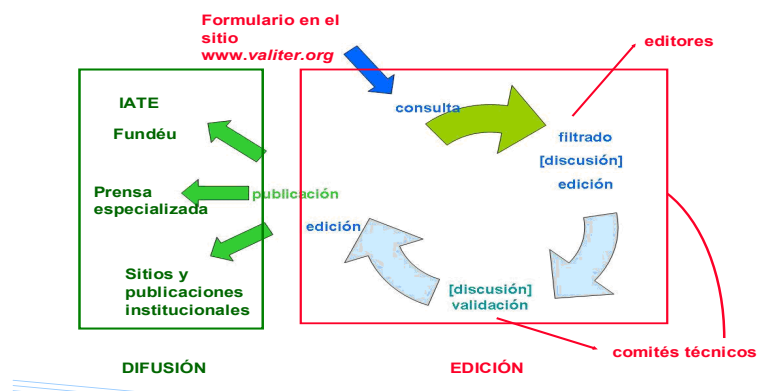 Formulario en el
sitio
www.valiter.org
editores
IATE
Fundéu
Prensa
especializada
Sitios y
publicaciones
institucionales
publicación
consulta
filtrado
[discusión]
edición
edición
[discusión]
validación
comités técnicos
DIFUSIÓN
EDICIÓN